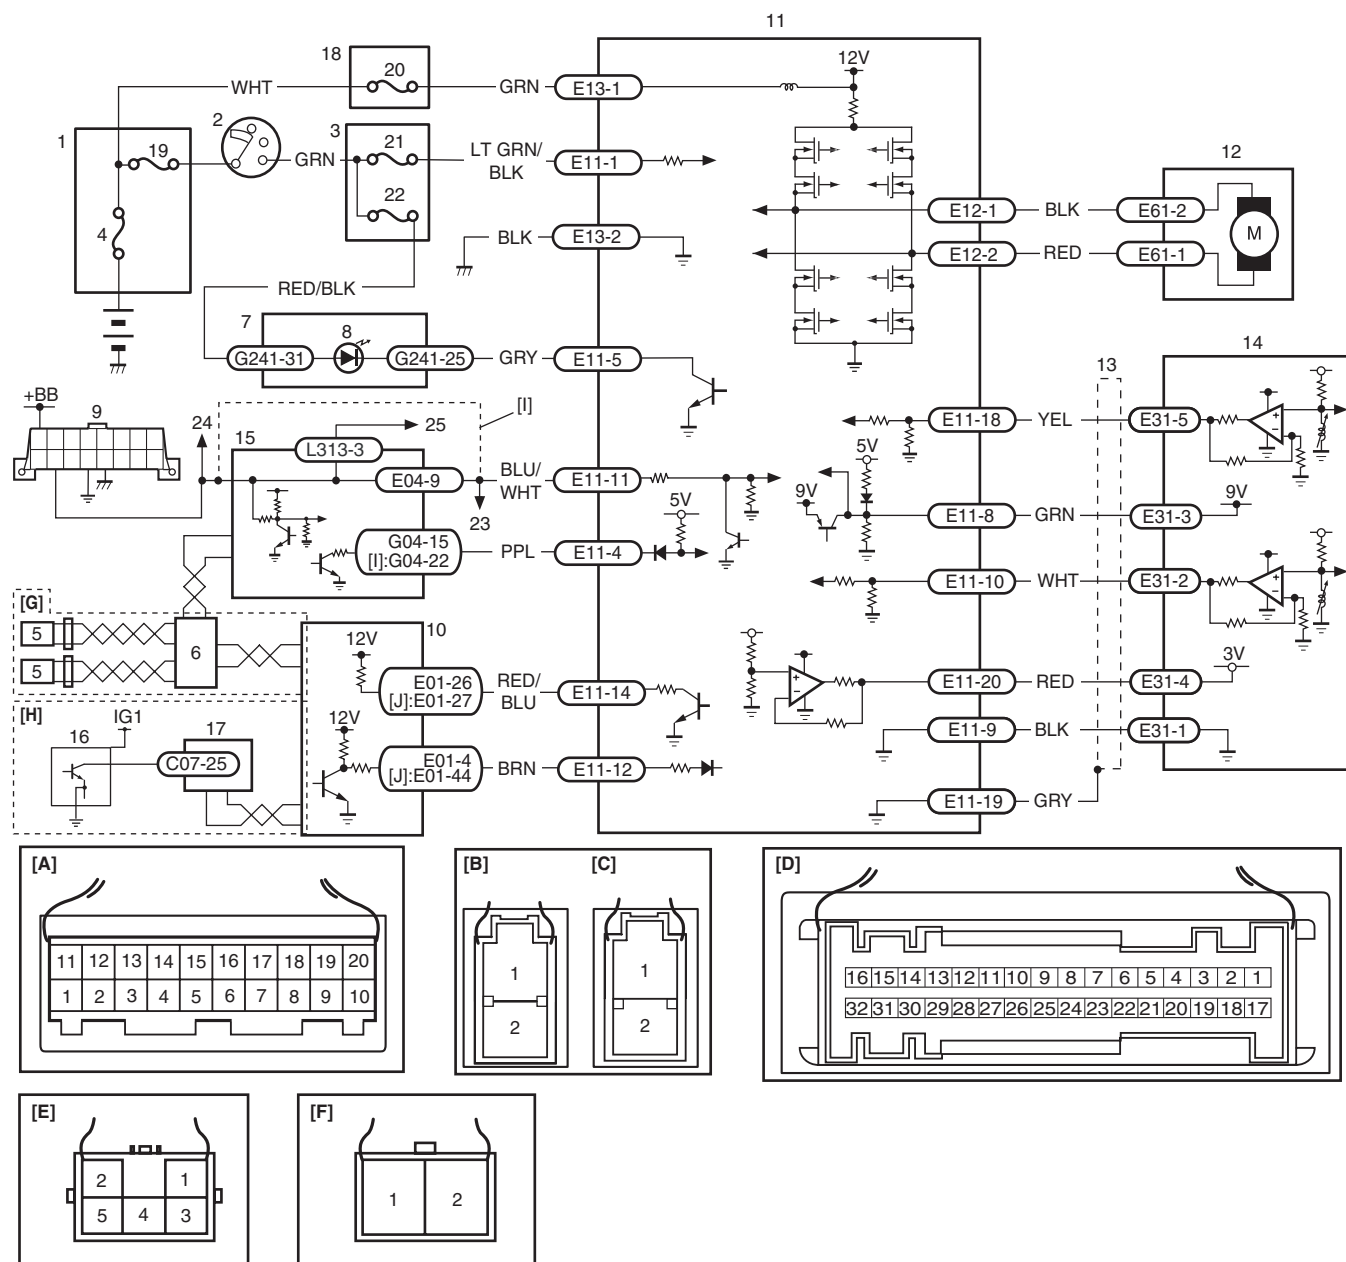 11
18
20
12V
WHT
GRN
E13-1
1
2
3
19
21
GRN
LT GRN/
BLK
E11-1
12
22
4
BLK
E13-2
E12-1
BLK
E61-2
M
E12-2
RED
E61-1
RED/BLK
7
8
G241-31
G241-25
GRY
E11-5
14
13
+BB
9
24
[I]
25
15
L313-3
E11-18
YEL
E31-5
+
−
5V
BLU/
WHT
E04-9
E11-11
9V
9V
5V
23
E11-8
GRN
E31-3
G04-15
[I]:G04-22
PPL
E11-4
E11-10
WHT
E31-2
+
−
[G]
5
6
5
10
12V
3V
E01-26
[J]:E01-27
RED/
BLU
E11-14
+
−
E11-20
RED
E31-4
[H]
IG1
16
17
12V
E11-9
BLK
E31-1
C07-25
E01-4
[J]:E01-44
BRN
E11-12
E11-19
GRY
[A]
11 12 13 14 15 16 17 18 19 20
1 2 3 4 5 6 7 8 9 10
[B]
1
2
[C]
1
2
[D]
16 15 14 13 12 11 10 9 8 7 6 5 4 3 2 1
32 31 30 29 28 27 26 25 24 23 22 21 20 19 18 17
[E]
2 1
5 4 3
[F]
1 2